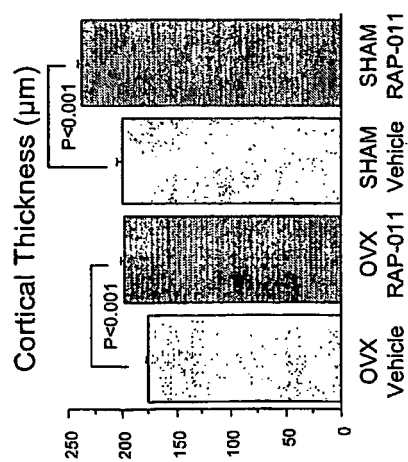 Cortical Thickness (µm)
250
200
150
100
50
0
P<0.001
P<0.001
OVX
Vehicle
OVX
RAP-011
SHAM
Vehicle
SHAM
RAP-011